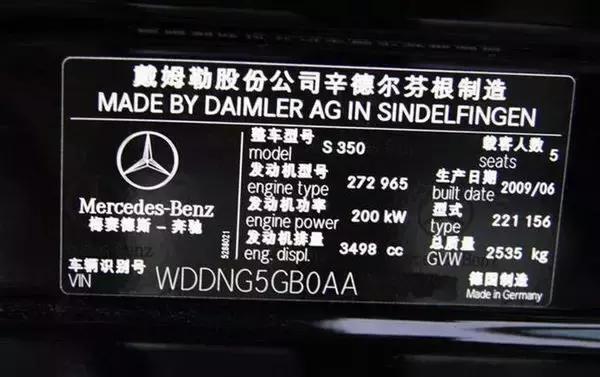 戴姆勒股份公司辛德尔芬根制造
MADE BY DAIMLER AG IN SINDELFINGEN
Mercedes-Benz
梅赛德斯－奔驰
整车型号
model S 350
载客人数
seats 5
发动机型号
engine type 272 965
生产日期
built date 2009/06
发动机功率
engine power 200 kW
型式
type 221 156
发动机排量
eng. displ. 3498 cc
总质量
GVW 2535 kg
9288021
车辆识别号
VIN WDDNG5GB0AA
德国制造
Made in Germany